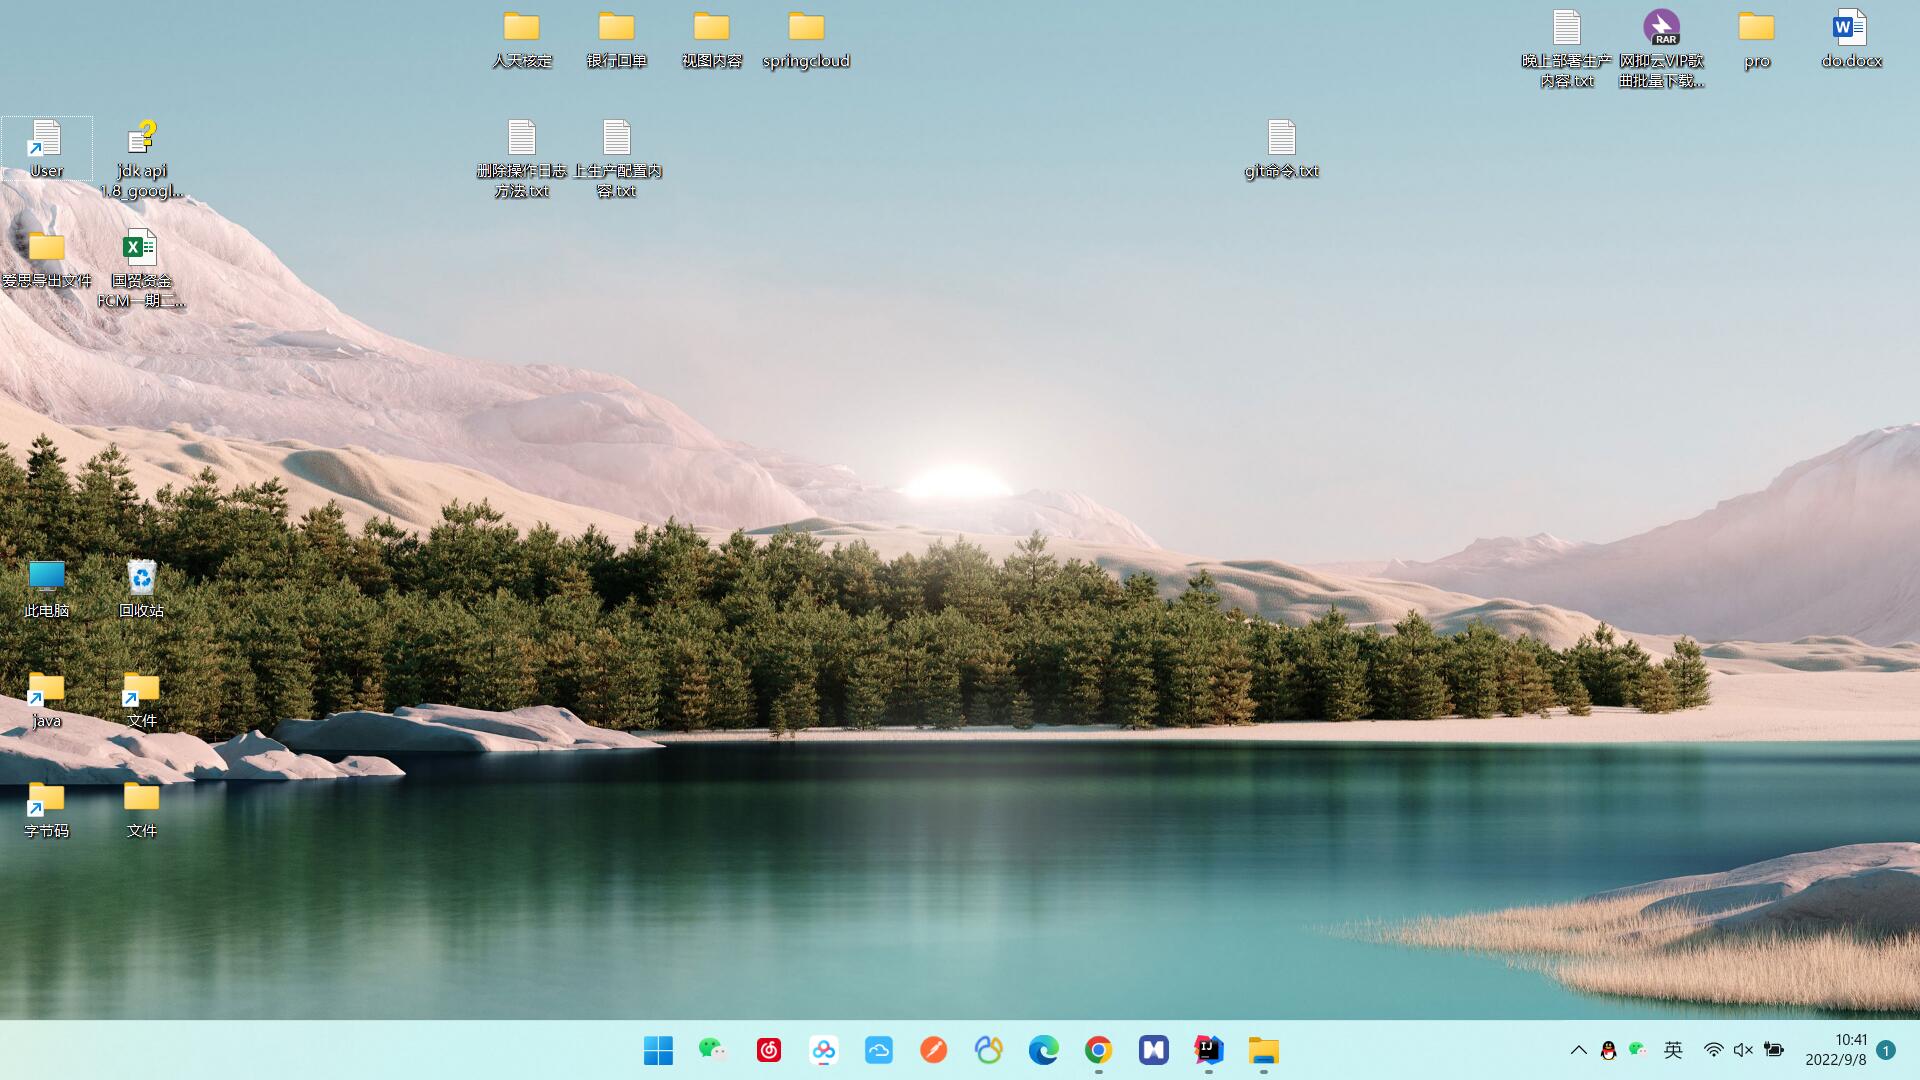 人天核定
银行回单
视图内容
springcloud
晚上部署生产
内容.txt
RAR
网抑云VIP歌
曲批量下载...
pro
W
do.docx
User
jdk api
1.8_googl...
删除操作日志
方法.txt
上生产配置内
容.txt
git命令.txt
爱思导出文件
X
国贸资金
FCM一期二...
此电脑
回收站
java
文件
字节码
文件
IJ
英
10:41
2022/9/8
1